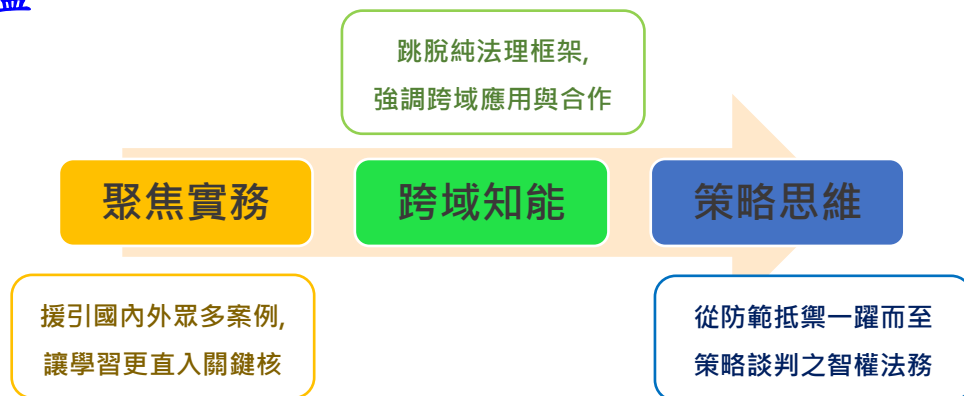 跳脫純法理框架,
強調跨域應用與合作
聚焦實務
跨域知能
策略思維
援引國內外眾多案例,
讓學習更直入關鍵核
從防範抵禦一躍而至
策略談判之智權法務